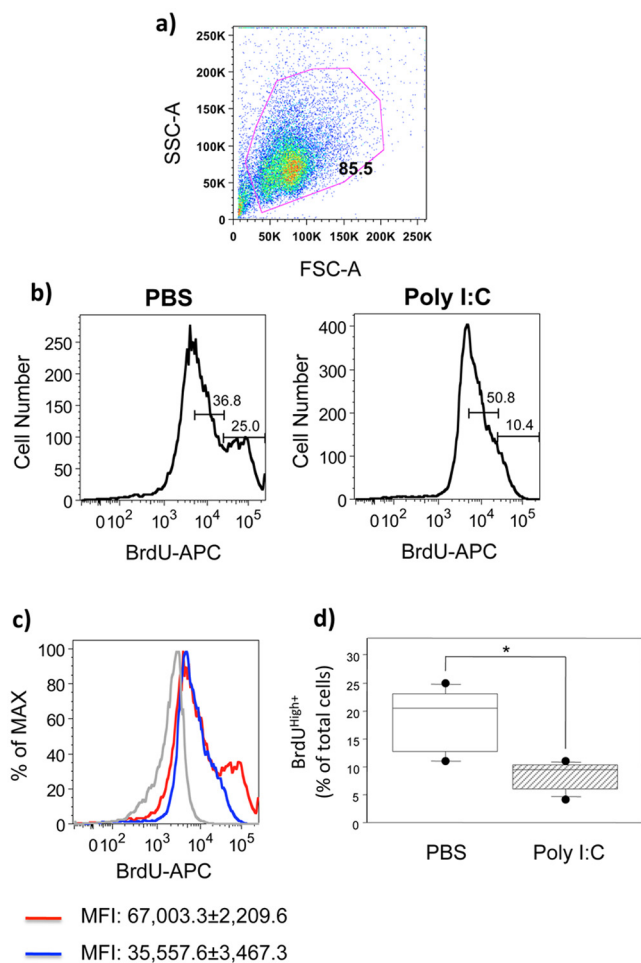 a)
250K
200K
150K
100K
50K
0
SSC-A
85.5
0 50K 100K 150K 200K 250K
FSC-A
b)
PBS
Cell Number
250
200
150
100
50
0
36.8
25.0
0 10² 10³ 10⁴ 10⁵
BrdU-APC
Poly I:C
Cell Number
400
300
200
100
0
50.8
10.4
0 10² 10³ 10⁴ 10⁵
BrdU-APC
c)
% of MAX
100
80
60
40
20
0
0 10² 10³ 10⁴ 10⁵
BrdU-APC
MFI: 67,003.3±2,209.6
MFI: 35,557.6±3,467.3
d)
BrdU^High+
(% of total cells)
30
25
20
15
10
5
0
*
PBS Poly I:C